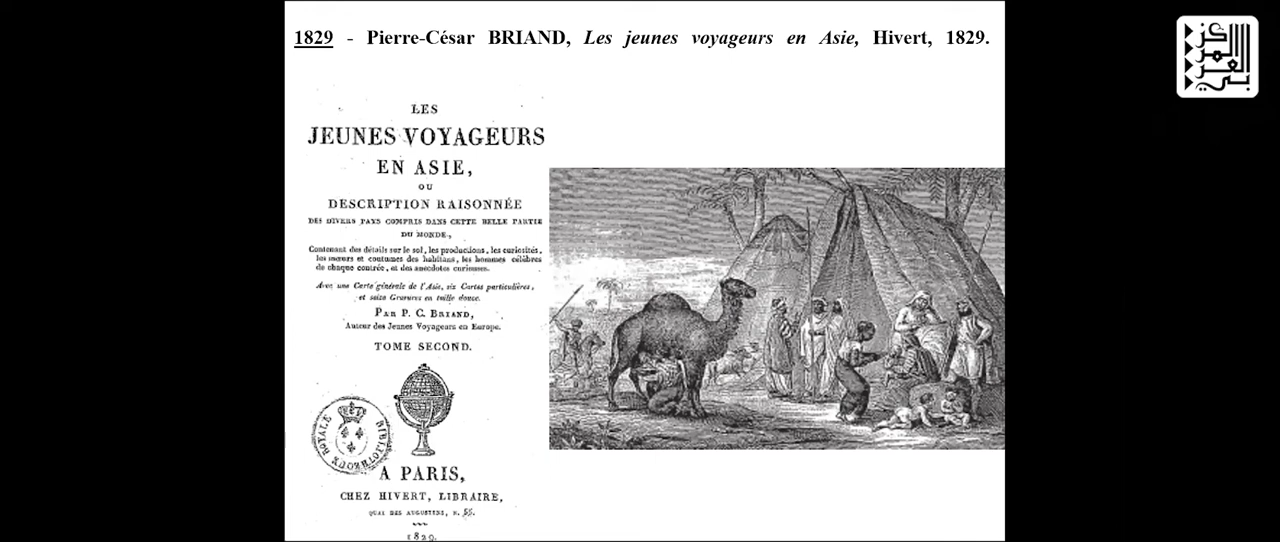 1829 - Pierre-César BRIAND, Les jeunes voyageurs en Asie, Hivert, 1829.
LES
JEUNES VOYAGEURS
EN ASIE,
OU
DESCRIPTION RAISONNÉE
DES DIVERS PAYS COMPRIS DANS CETTE BELLE PARTIE
DU MONDE,
Contenant des détails sur le sol, les productions, les curiosités,
les mœurs et coutumes des habitans, les hommes célèbres
de chaque contrée, et des anecdotes curieuses.
Avec une Carte générale de l'Asie, six Cartes particulières,
et seize Gravures en taille douce.
PAR P. C. BRIAND,
Auteur des Jeunes Voyageurs en Europe.
TOME SECOND.
BIBLIOTHEQUE ROYALE
A PARIS,
CHEZ HIVERT, LIBRAIRE,
QUAI DES AUGUSTINS, N. 55.
1829.
المركز
العربي